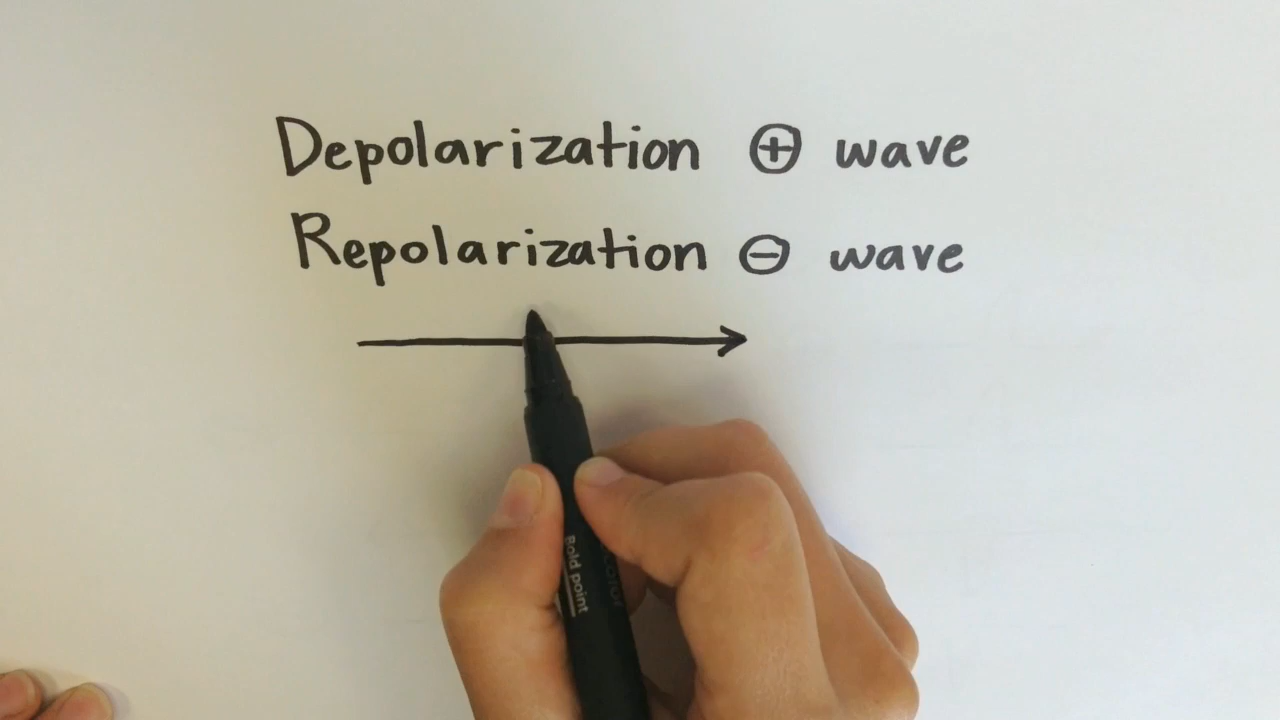 Depolarization ⊕ wave
Repolarization ⊖ wave
Bold point